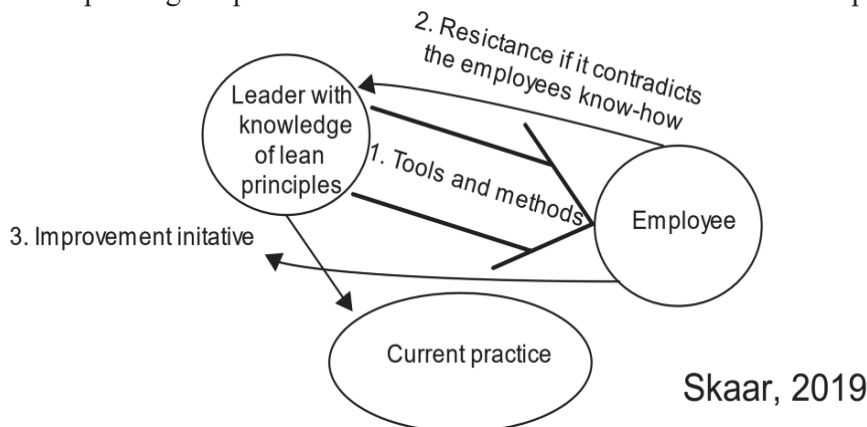 2. Resictance if it contradicts
the employees know-how
Leader with
knowledge
of lean
principles
1. Tools and methods
Employee
3. Improvement initative
Current practice
Skaar, 2019